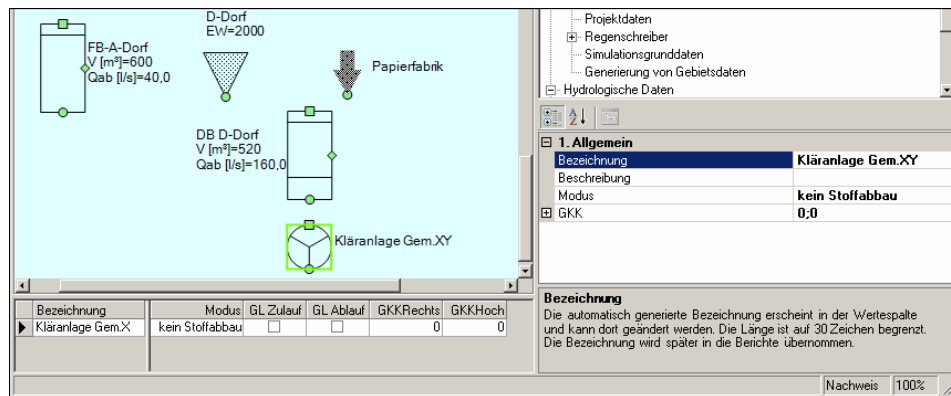 FB-A-Dorf
V [m³]=600
Qab [l/s]=40,0
D-Dorf
EW=2000
Papierfabrik
DB D-Dorf
V [m³]=520
Qab [l/s]=160,0
Kläranlage Gem.XY
Bezeichnung Modus GL Zulauf GL Ablauf GKKRechts GKKHoch
Kläranlage Gem.X kein Stoffabbau 0 0
Projektdaten
Regenschreiber
Simulationsgrunddaten
Generierung von Gebietsdaten
Hydrologische Daten
1. Allgemein
Bezeichnung Kläranlage Gem.XY
Beschreibung
Modus kein Stoffabbau
GKK 0;0
Bezeichnung
Die automatisch generierte Bezeichnung erscheint in der Wertespalte
und kann dort geändert werden. Die Länge ist auf 30 Zeichen begrenzt.
Die Bezeichnung wird später in die Berichte übernommen.
Nachweis 100%